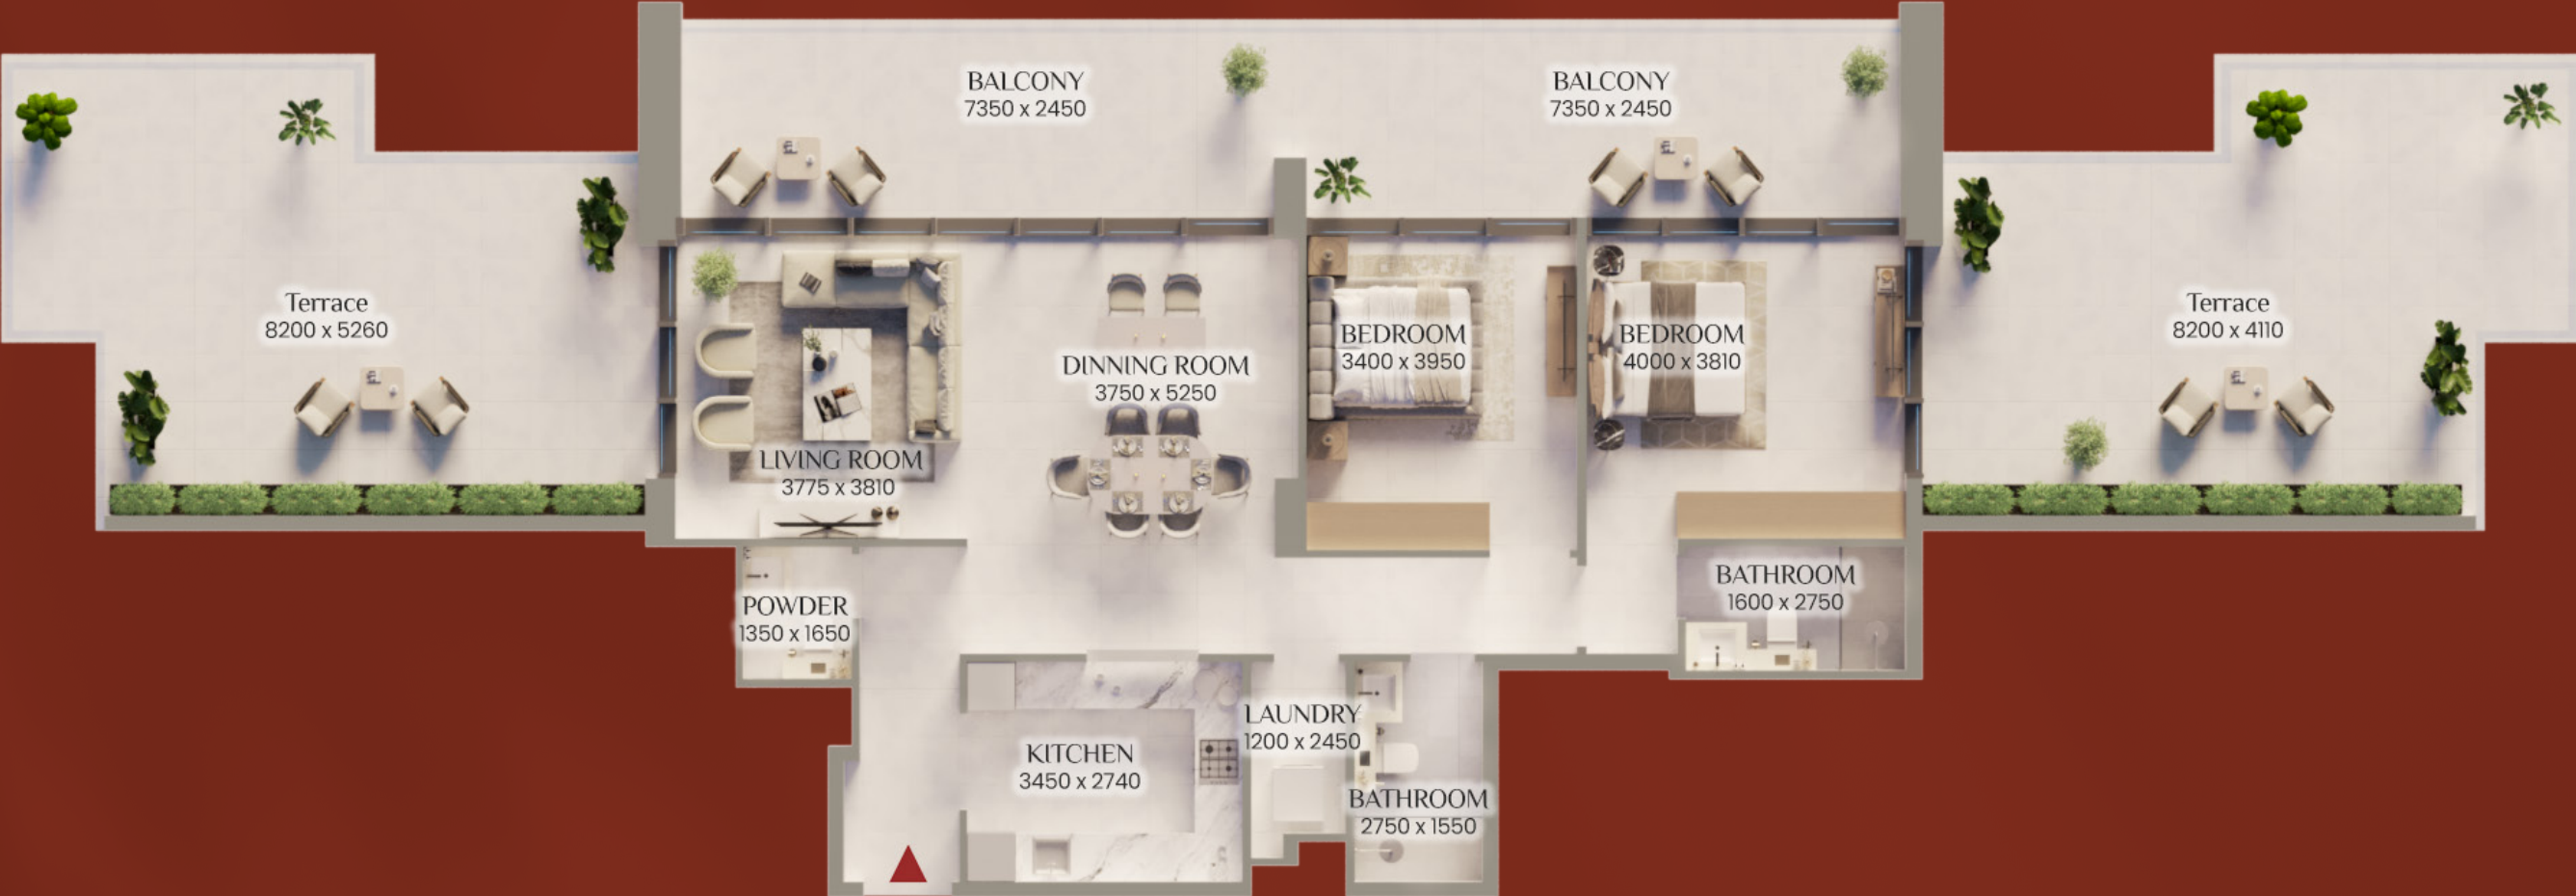 BALCONY
7350 x 2450
BALCONY
7350 x 2450
Terrace
8200 x 5260
Terrace
8200 x 4110
BEDROOM
3400 x 3950
BEDROOM
4000 x 3810
DINNING ROOM
3750 x 5250
LIVING ROOM
3775 x 3810
BATHROOM
1600 x 2750
POWDER
1350 x 1650
LAUNDRY
1200 x 2450
KITCHEN
3450 x 2740
BATHROOM
2750 x 1550